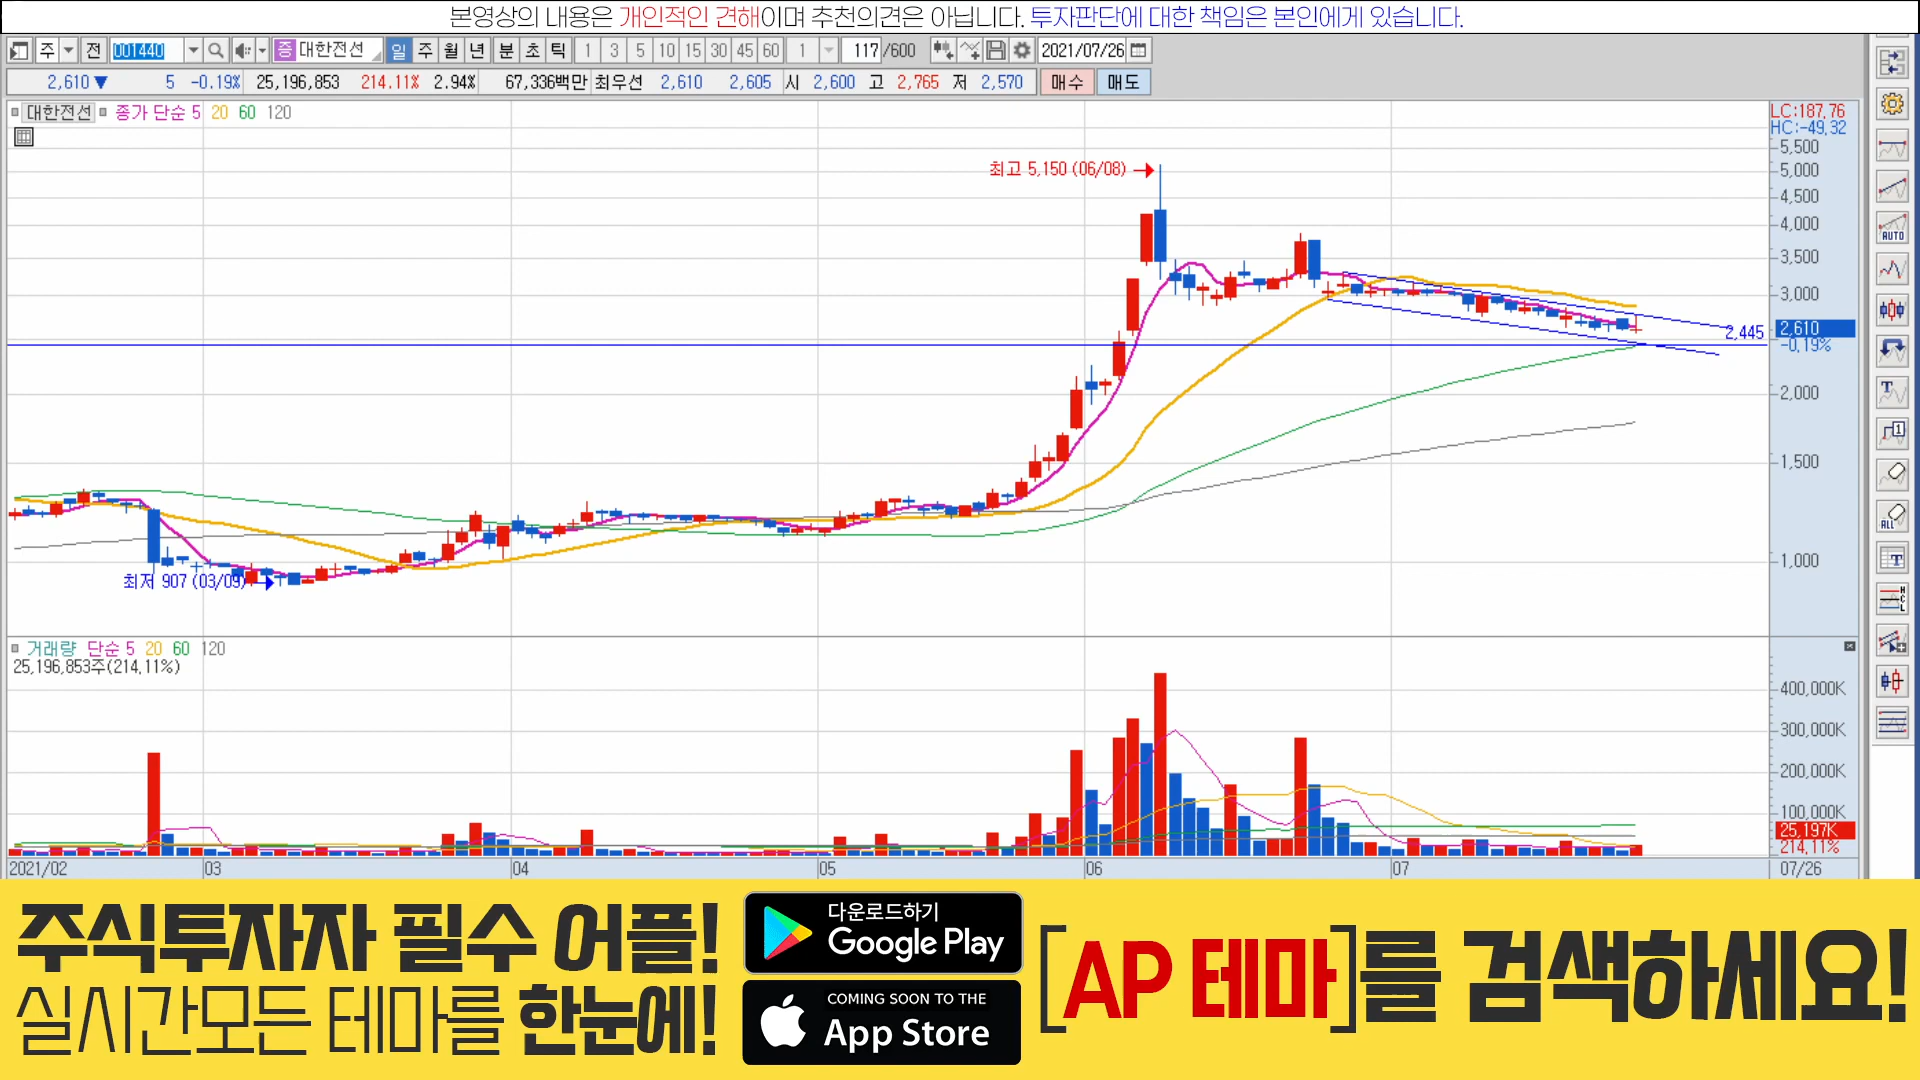 본영상의 내용은 개인적인 견해이며 추천의견은 아닙니다. 투자판단에 대한 책임은 본인에게 있습니다.
주 전 001440 증 대한전선 일 주 월 년 분 초 틱 1 3 5 10 15 30 45 60 1 117 /600 2021/07/26
2,610 ▼ 5 -0.19% 25,196,853 214.11% 2.94% 67,336백만 최우선 2,610 2,605 시 2,600 고 2,765 저 2,570 매수 매도
대한전선 종가 단순 5 20 60 120
LC:187.76
HC:-49.32
5,500
최고 5,150 (06/08)
5,000
4,500
4,000
3,500
3,000
2,445
2,610
-0.19%
2,000
1,500
1,000
최저 907 (03/09)
거래량 단순 5 20 60 120
25,196,853주(214.11%)
400,000K
300,000K
200,000K
100,000K
25,197K
214.11%
2021/02 03 04 05 06 07 07/26
AUTO
T
1
ALL
T
H
C
L
주식투자자 필수 어플!
실시간모든 테마를 한눈에!
다운로드하기
Google Play
COMING SOON TO THE
App Store
[AP 테마]를 검색하세요!